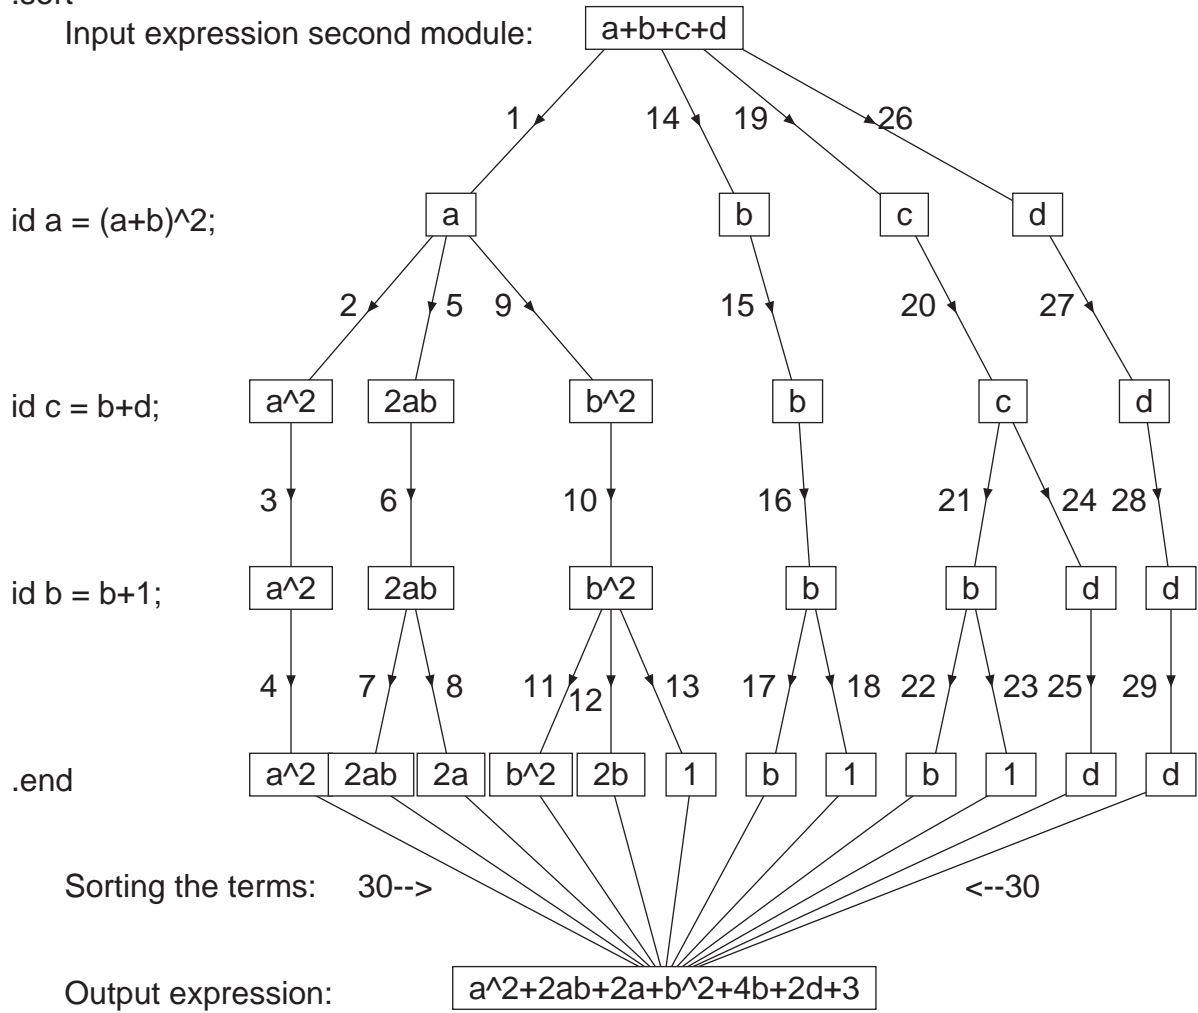 Input expression second module: a+b+c+d
1 14 19 26
id a = (a+b)^2; a b c d
2 5 9 15 20 27
id c = b+d; a^2 2ab b^2 b c d
3 6 10 16 21 24 28
id b = b+1; a^2 2ab b^2 b b d d
4 7 8 11 12 13 17 18 22 23 25 29
.end a^2 2ab 2a b^2 2b 1 b 1 b 1 d d
Sorting the terms: 30--> <--30
Output expression: a^2+2ab+2a+b^2+4b+2d+3